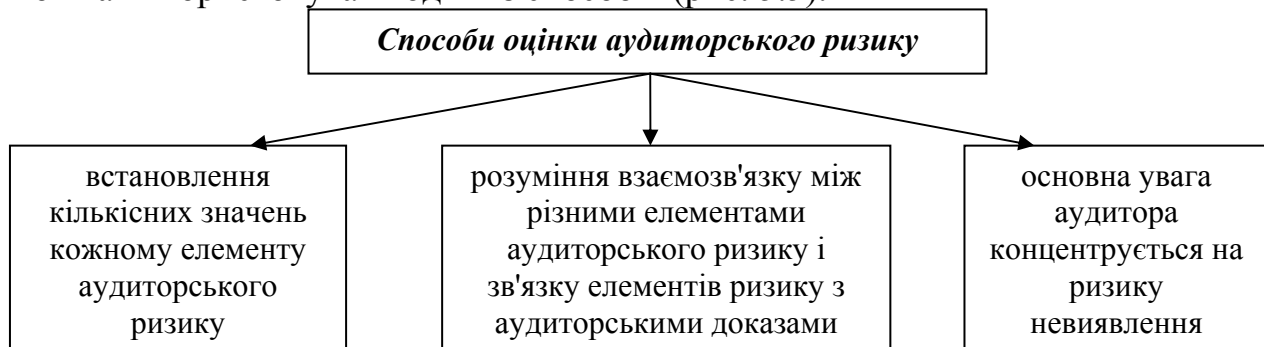 Способи оцінки аудиторського ризику
встановлення
кількісних значень
кожному елементу
аудиторського
ризику
розуміння взаємозв'язку між
різними елементами
аудиторського ризику і
зв'язку елементів ризику з
аудиторськими доказами
основна увага
аудитора
концентрується на
ризику
невиявлення